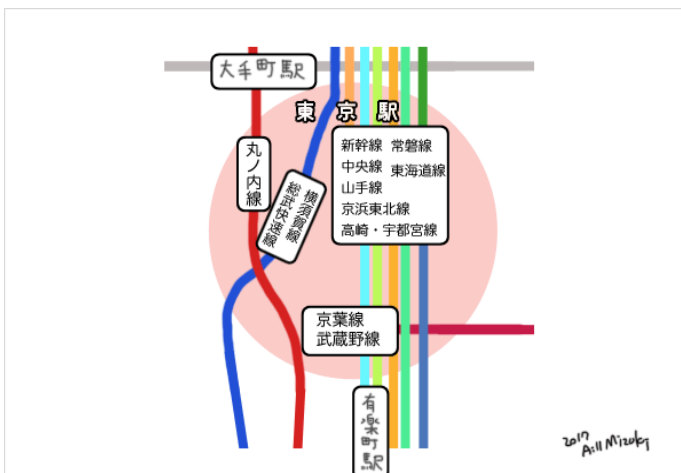 大手町駅
東京駅
丸ノ内線
横須賀線
総武快速線
新幹線 常磐線
中央線 東海道線
山手線
京浜東北線
高崎・宇都宮線
京葉線
武蔵野線
有楽町駅
2017
Aill Mizuki